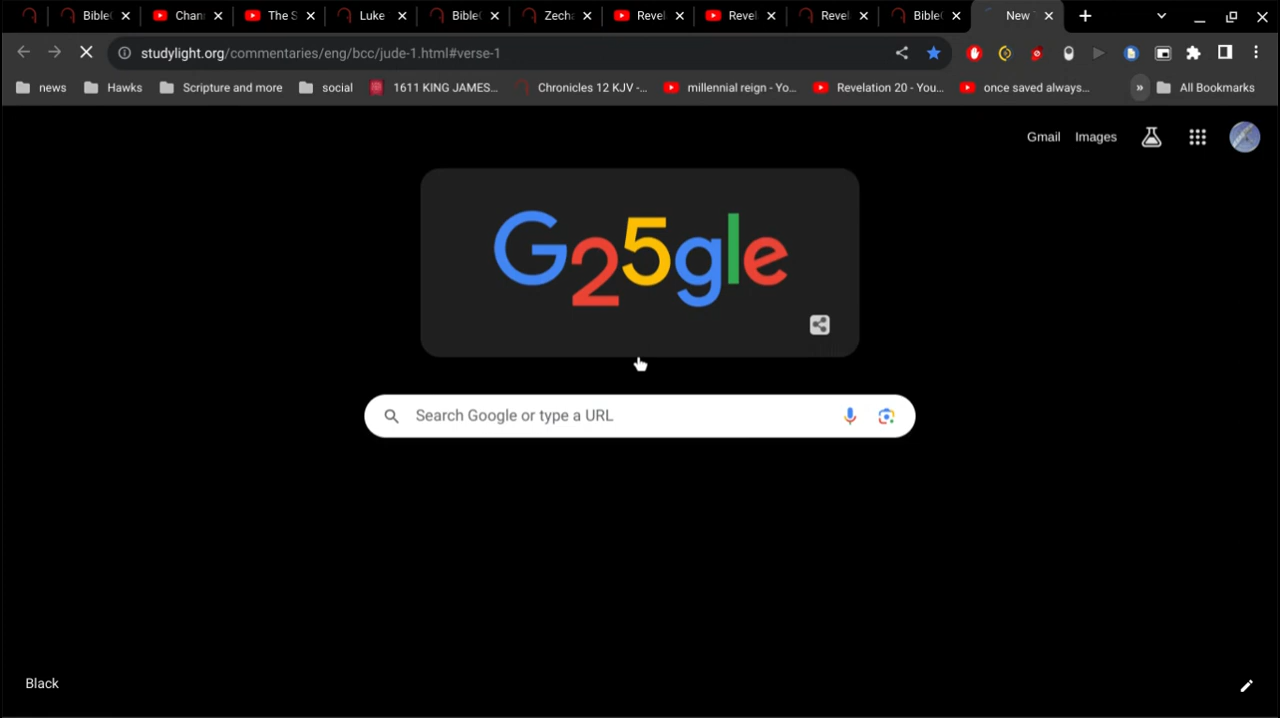 Bible Chan The S Luke Bible Zech Revel Revel Revel Bible New
studylight.org/commentaries/eng/bcc/jude-1.html#verse-1
news Hawks Scripture and more social 1611 KING JAMES... Chronicles 12 KJV -... millennial reign - Yo... Revelation 20 - You... once saved always... » All Bookmarks
Gmail Images
G25gle
Search Google or type a URL
Black